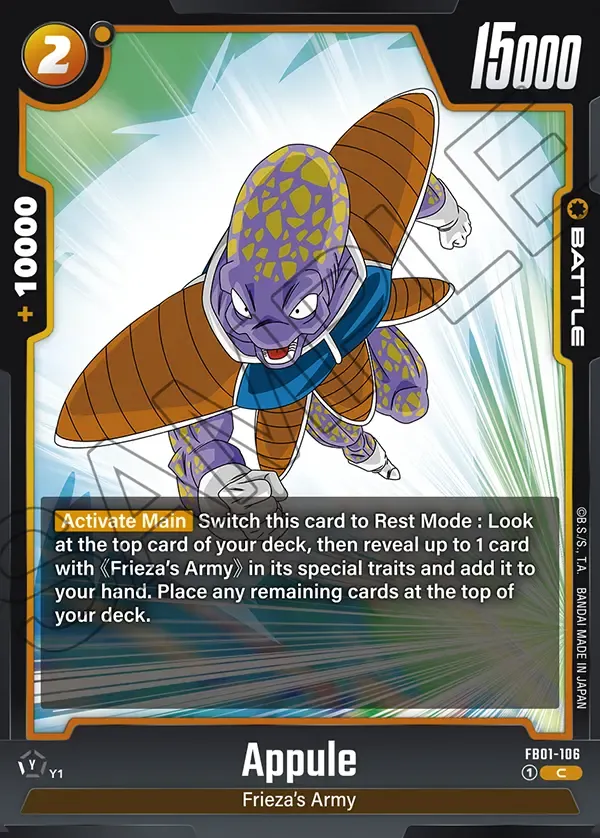 2
15000
+ 10000
BATTLE
SAMPLE
Activate Main Switch this card to Rest Mode : Look
at the top card of your deck, then reveal up to 1 card
with 《Frieza's Army》 in its special traits and add it to
your hand. Place any remaining cards at the top of
your deck.
©B.S./S., T.A. BANDAI MADE IN JAPAN
Y Y1
Appule
FB01-106
1 C
Frieza's Army